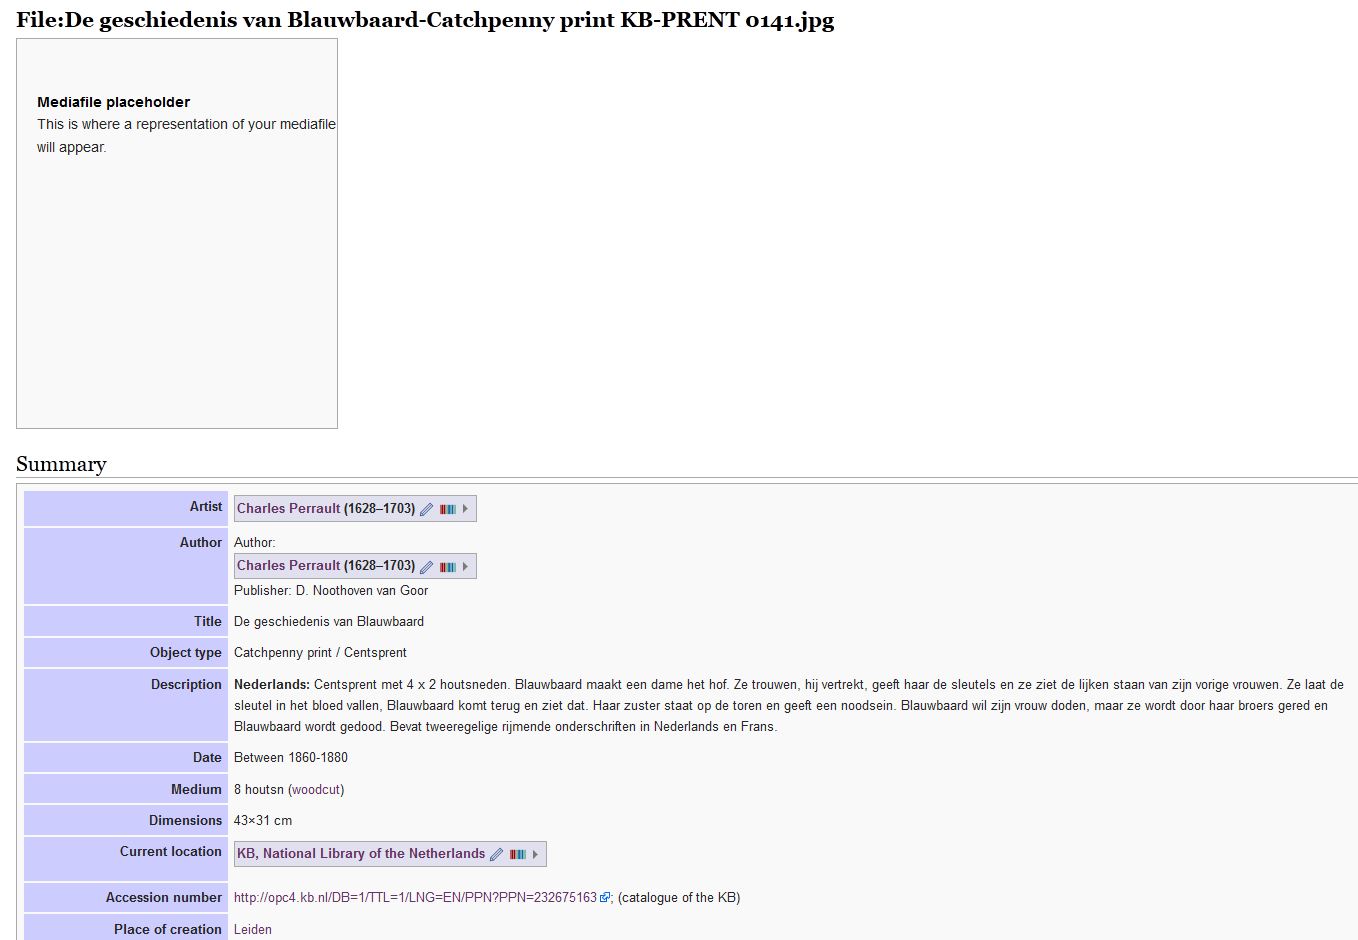 File:De geschiedenis van Blauwbaard-Catchpenny print KB-PRENT 0141.jpg
Mediafile placeholder
This is where a representation of your mediafile
will appear.
Summary
Artist Charles Perrault (1628–1703)
Author Author:
Charles Perrault (1628–1703)
Publisher: D. Noothoven van Goor
Title De geschiedenis van Blauwbaard
Object type Catchpenny print / Centsprent
Description Nederlands: Centsprent met 4 x 2 houtsneden. Blauwbaard maakt een dame het hof. Ze trouwen, hij vertrekt, geeft haar de sleutels en ze ziet de lijken staan van zijn vorige vrouwen. Ze laat de
sleutel in het bloed vallen, Blauwbaard komt terug en ziet dat. Haar zuster staat op de toren en geeft een noodsein. Blauwbaard wil zijn vrouw doden, maar ze wordt door haar broers gered en
Blauwbaard wordt gedood. Bevat tweeregelige rijmende onderschriften in Nederlands en Frans.
Date Between 1860-1880
Medium 8 houtsn (woodcut)
Dimensions 43×31 cm
Current location KB, National Library of the Netherlands
Accession number http://opc4.kb.nl/DB=1/TTL=1/LNG=EN/PPN?PPN=232675163; (catalogue of the KB)
Place of creation Leiden